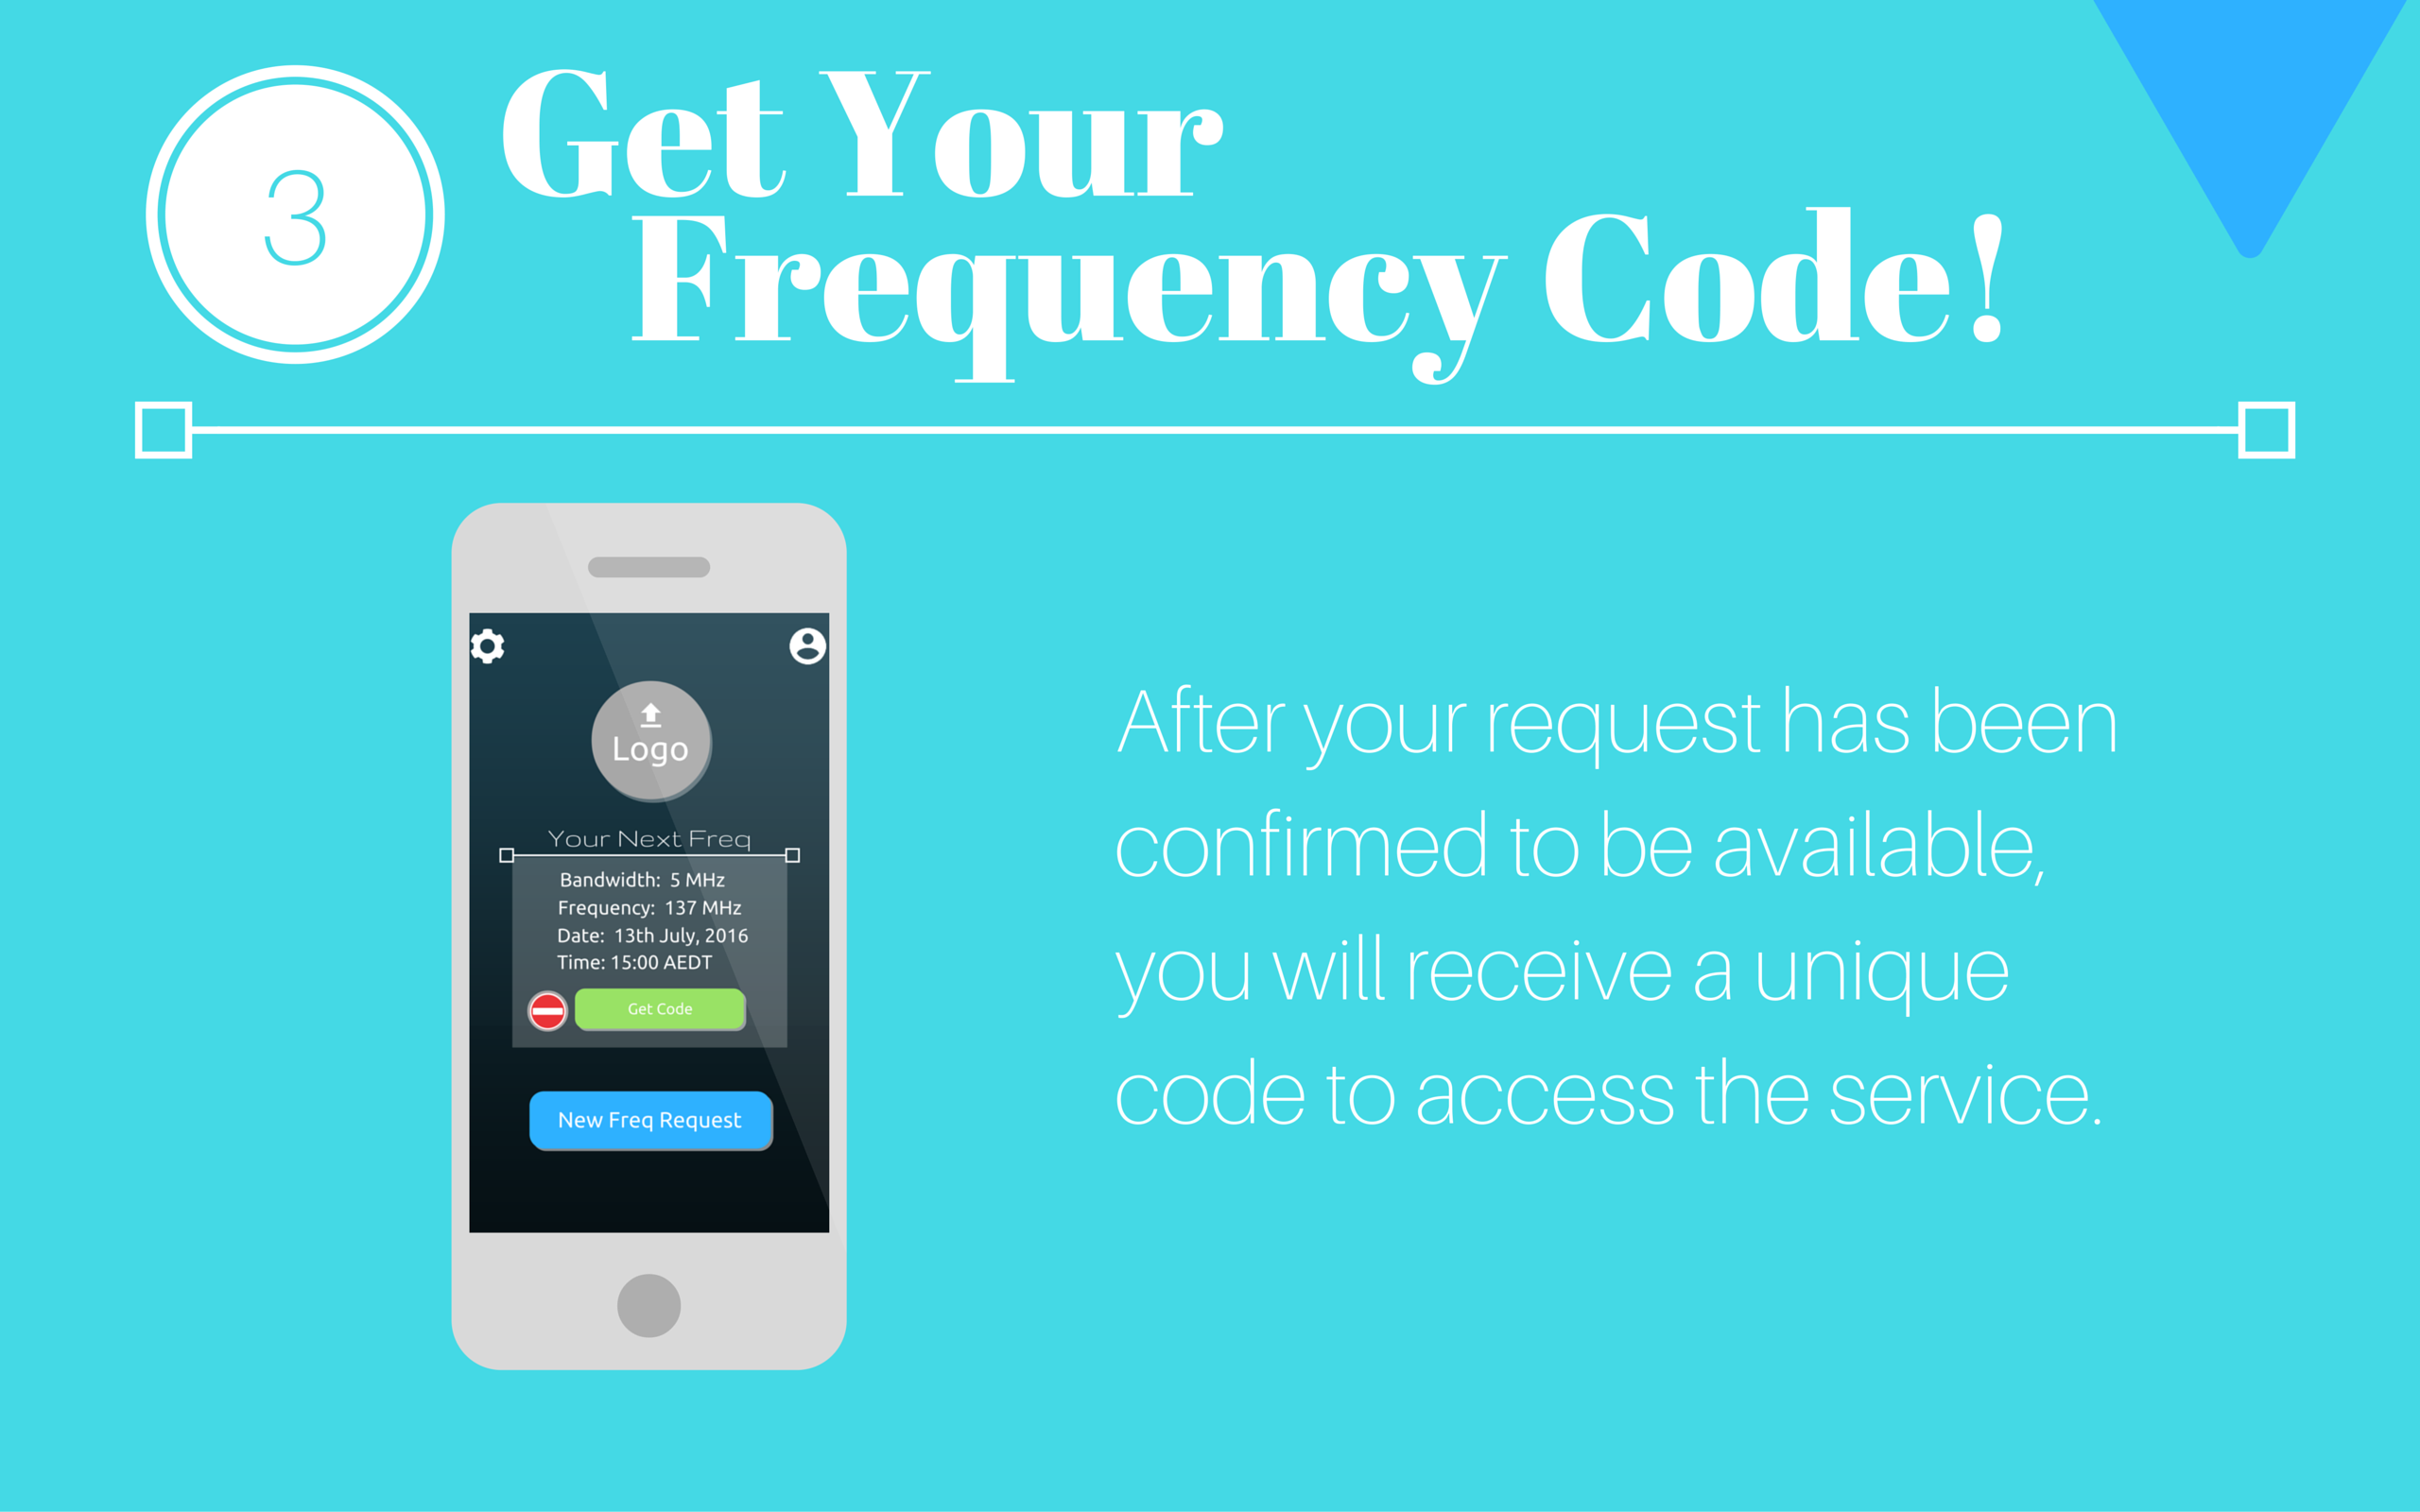 3
Get Your
Frequency Code!
Logo
Your Next Freq
Bandwidth: 5 MHz
Frequency: 137 MHz
Date: 13th July, 2016
Time: 15:00 AEDT
Get Code
New Freq Request
After your request has been
confirmed to be available,
you will receive a unique
code to access the service.